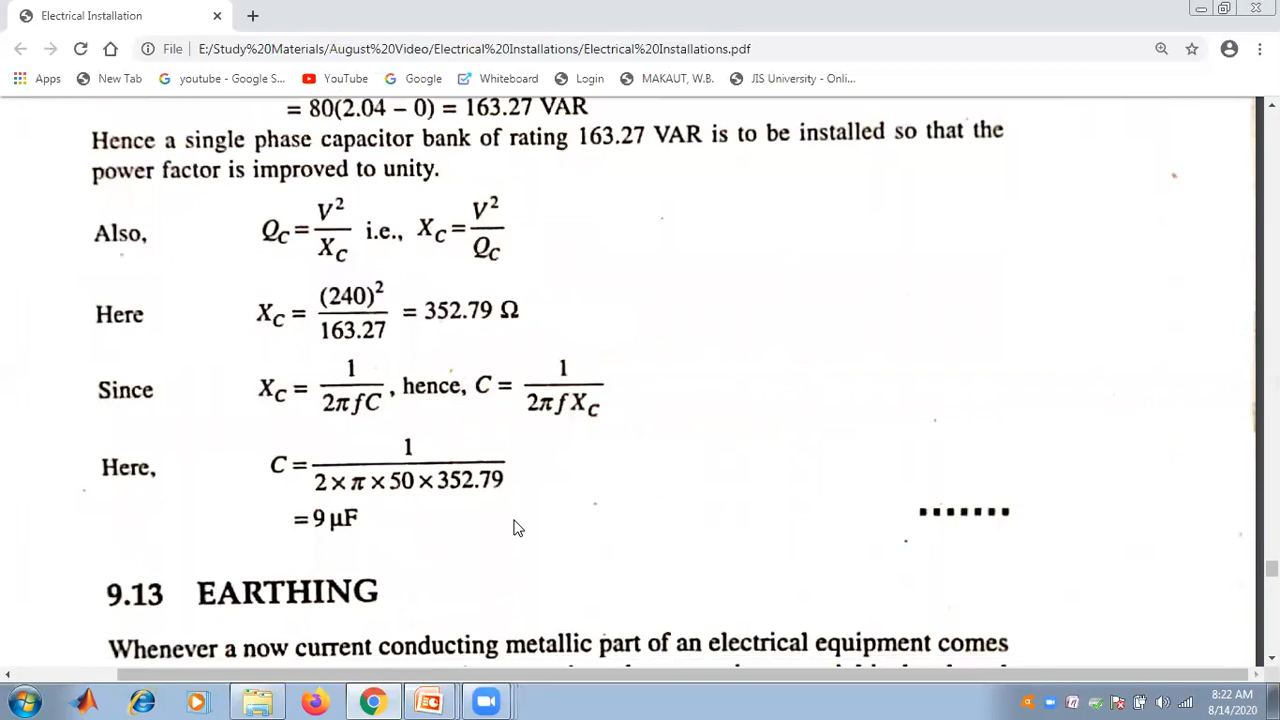 Electrical Installation
File
E:/Study%20Materials/August%20Video/Electrical%20Installations/Electrical%20Installations.pdf
Apps New Tab youtube - Google S... YouTube Google Whiteboard Login MAKAUT, W.B. JIS University - Onli...
= 80(2.04 – 0) = 163.27 VAR
Hence a single phase capacitor bank of rating 163.27 VAR is to be installed so that the
power factor is improved to unity.
Also, Q_C = V²/X_C i.e., X_C = V²/Q_C
Here X_C = (240)²/163.27 = 352.79 Ω
Since X_C = 1/2πfC, hence, C = 1/2πfX_C
Here, C = 1/2×π×50×352.79
= 9 µF
9.13 EARTHING
Whenever a now current conducting metallic part of an electrical equipment comes
8:22 AM
8/14/2020